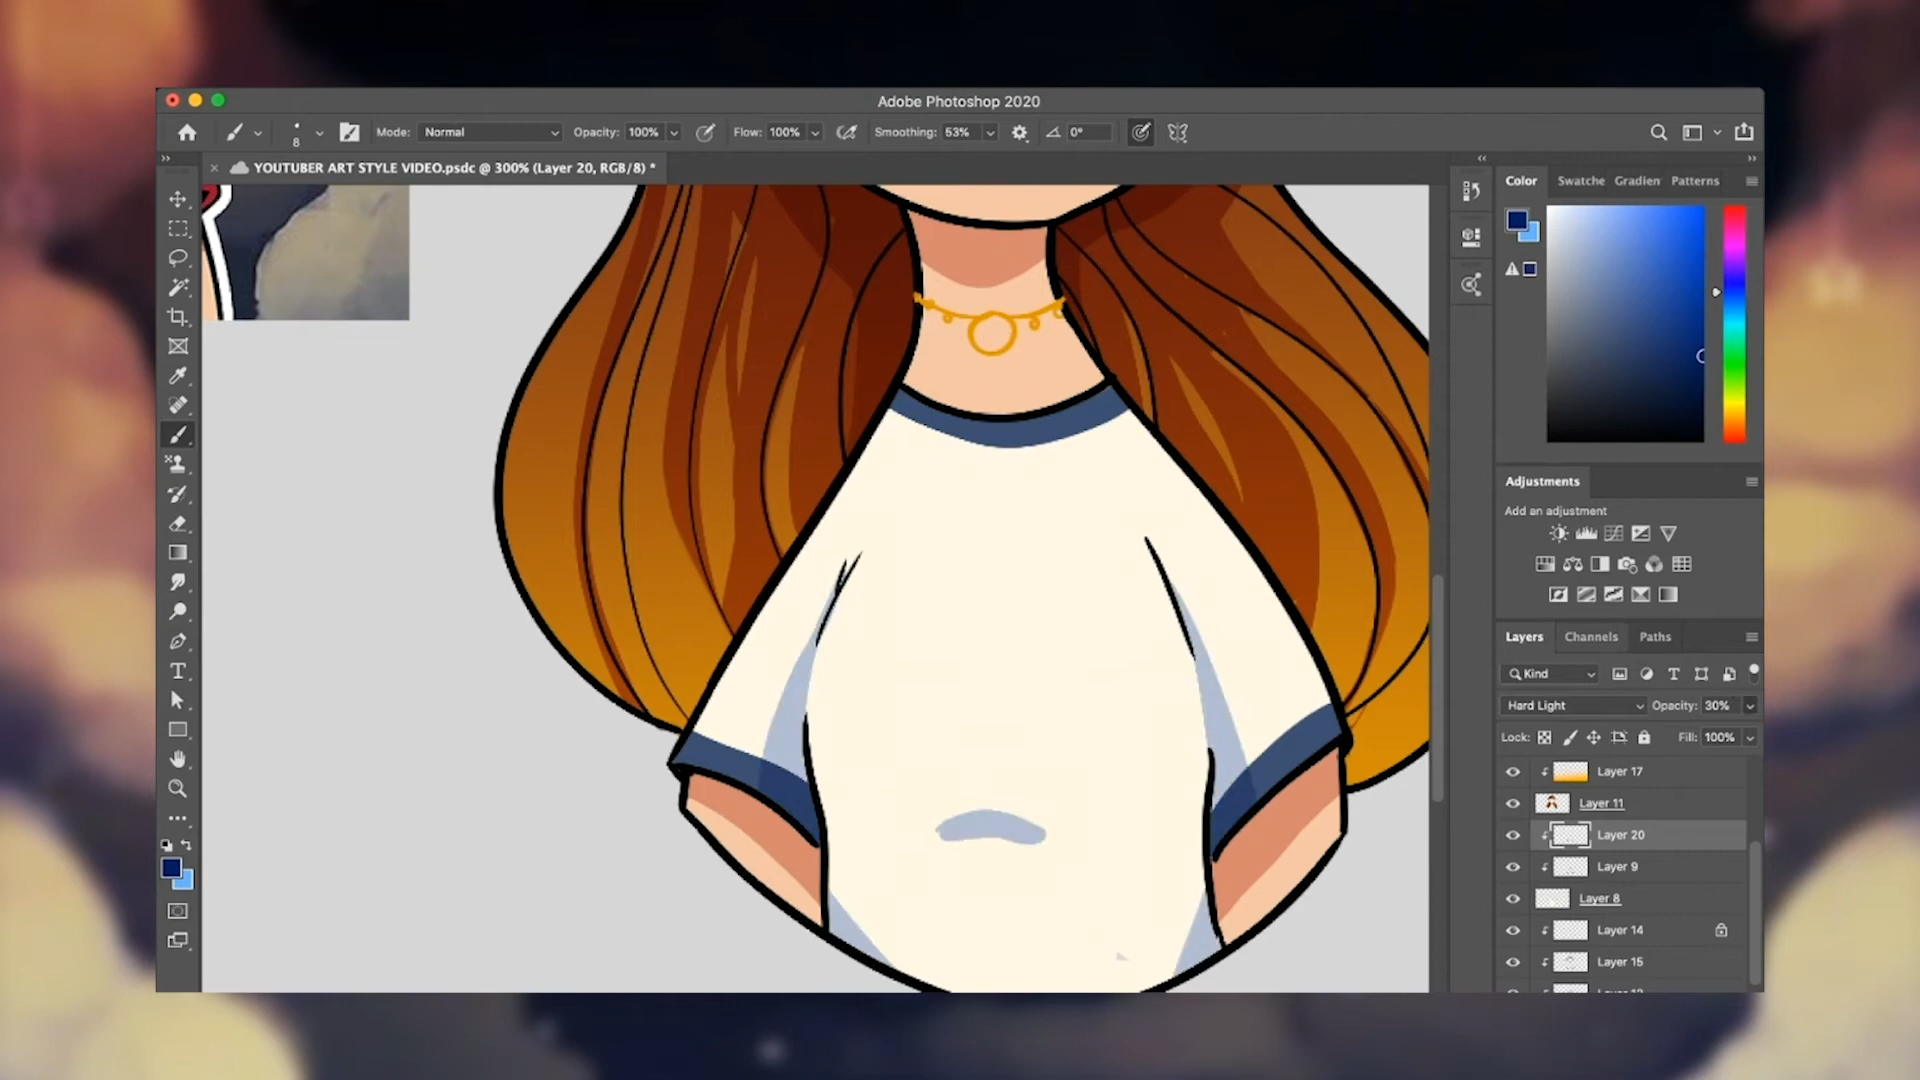 Adobe Photoshop 2020
8 Mode: Normal Opacity: 100% Flow: 100% Smoothing: 53% 0°
YOUTUBER ART STYLE VIDEO.psdc @ 300% (Layer 20, RGB/8) *
Color Swatche Gradien Patterns
Adjustments
Add an adjustment
Layers Channels Paths
Kind
Hard Light Opacity: 30%
Lock: Fill: 100%
Layer 17
Layer 11
Layer 20
Layer 9
Layer 8
Layer 14
Layer 15